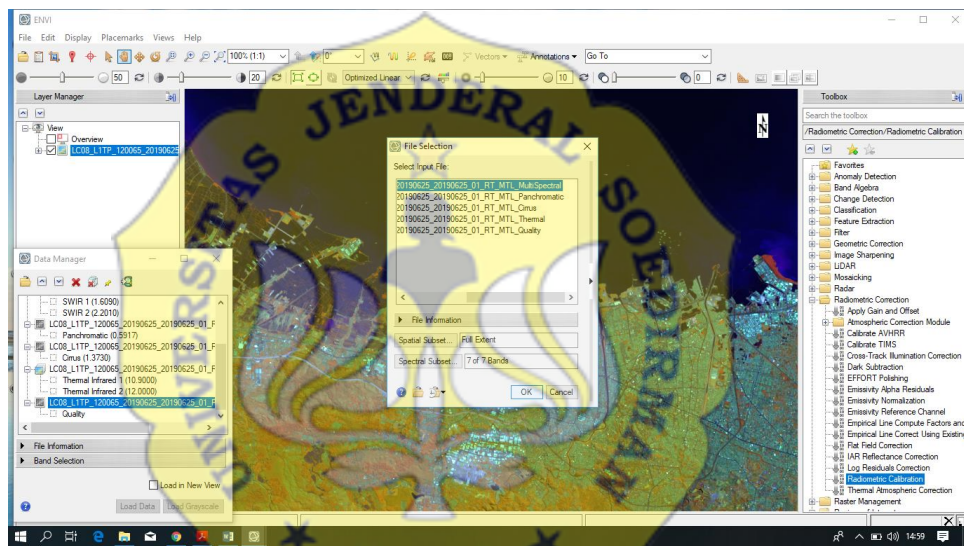 ENVI
File Edit Display Placemarks Views Help
100% (1:1) 0° Vectors Annotations Go To
50 20 Optimized Linear 10 0
Layer Manager
View
Overview
LC08_L1TP_120065_20190625
UNIVERSITAS JENDERAL SOEDIRMAN
File Selection
Select Input File:
20190625_20190625_01_RT_MTL_MultiSpectral
20190625_20190625_01_RT_MTL_Panchromatic
20190625_20190625_01_RT_MTL_Cirrus
20190625_20190625_01_RT_MTL_Thermal
20190625_20190625_01_RT_MTL_Quality
File Information
Spatial Subset... Full Extent
Spectral Subset... 7 of 7 Bands
OK Cancel
Data Manager
SWIR 1 (1.6090)
SWIR 2 (2.2010)
LC08_L1TP_120065_20190625_20190625_01_F
Panchromatic (0.5917)
LC08_L1TP_120065_20190625_20190625_01_F
Cirrus (1.3730)
LC08_L1TP_120065_20190625_20190625_01_F
Thermal Infrared 1 (10.9000)
Thermal Infrared 2 (12.0000)
LC08_L1TP_120065_20190625_20190625_01_F
Quality
File Information
Band Selection
Load in New View
Load Data Load Grayscale
N
Toolbox
Search the toolbox
/Radiometric Correction/Radiometric Calibration
Favorites
Anomaly Detection
Band Algebra
Change Detection
Classification
Feature Extraction
Filter
Geometric Correction
Image Sharpening
LiDAR
Mosaicking
Radar
Radiometric Correction
Apply Gain and Offset
Atmospheric Correction Module
Calibrate AVHRR
Calibrate TIMS
Cross-Track Illumination Correction
Dark Subtraction
EFFORT Polishing
Emissivity Alpha Residuals
Emissivity Normalization
Emissivity Reference Channel
Empirical Line Compute Factors and
Empirical Line Correct Using Existing
Flat Field Correction
IAR Reflectance Correction
Log Residuals Correction
Radiometric Calibration
Thermal Atmospheric Correction
Raster Management
14:59